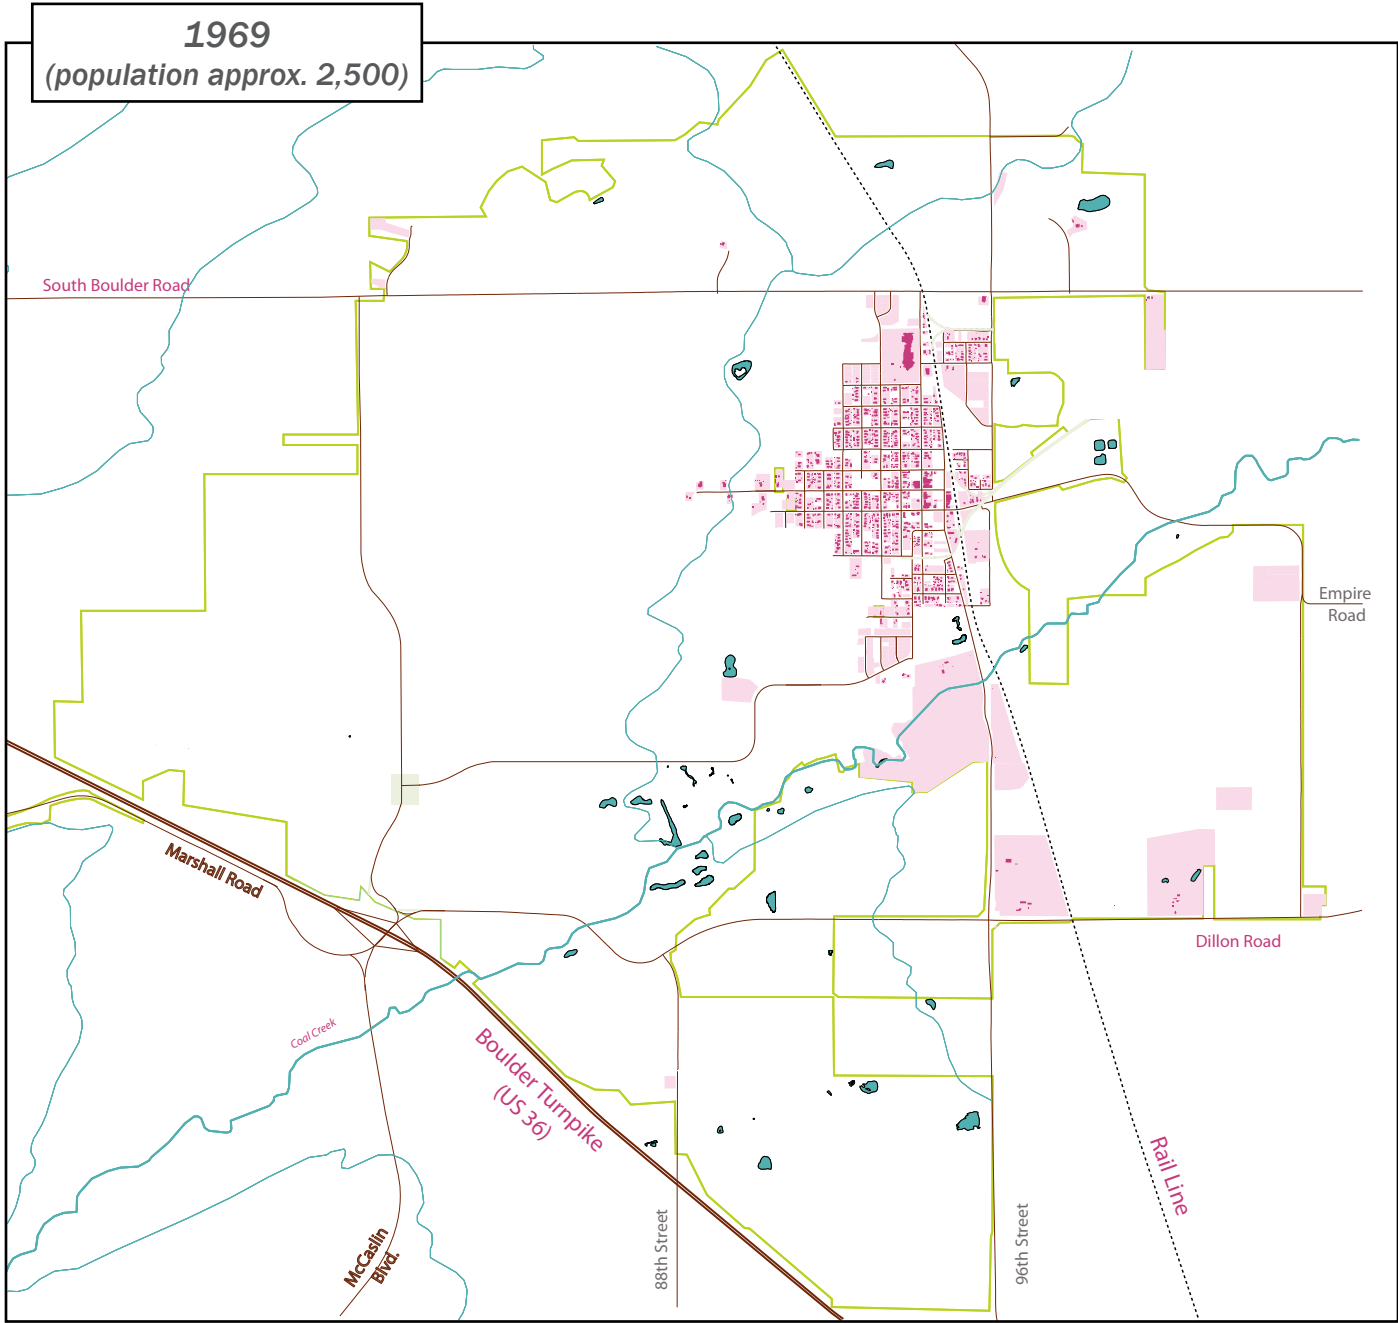 1969
(population approx. 2,500)
South Boulder Road
Empire
Road
Marshall Road
Dillon Road
Coal Creek
Boulder Turnpike
(US 36)
Rail Line
88th Street
96th Street
McCaslin
Blvd.